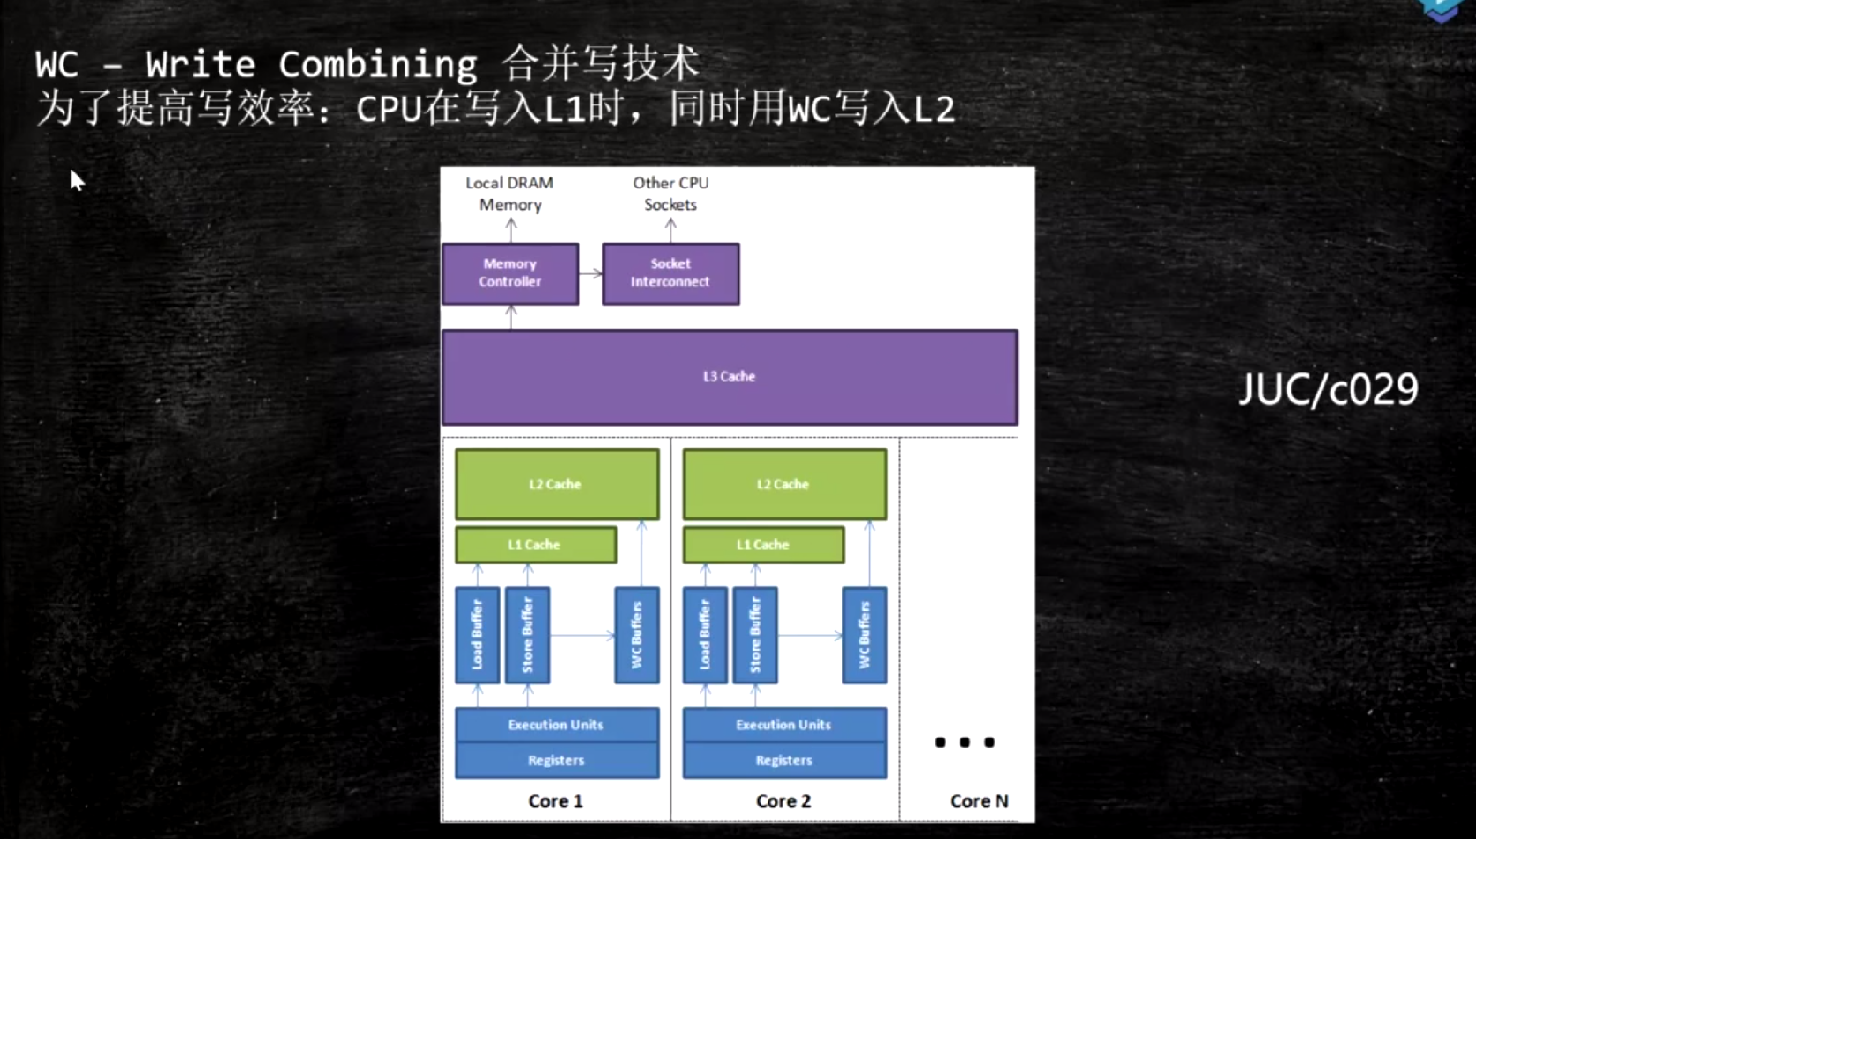 WC – Write Combining 合并写技术
为了提高写效率：CPU在写入L1时，同时用WC写入L2
Local DRAM
Memory
Other CPU
Sockets
Memory
Controller
Socket
Interconnect
L3 Cache
JUC/c029
L2 Cache
L2 Cache
L1 Cache
L1 Cache
Load Buffer
Store Buffer
WC Buffers
Load Buffer
Store Buffer
WC Buffers
Execution Units
Execution Units
Registers
Registers
...
Core 1
Core 2
Core N